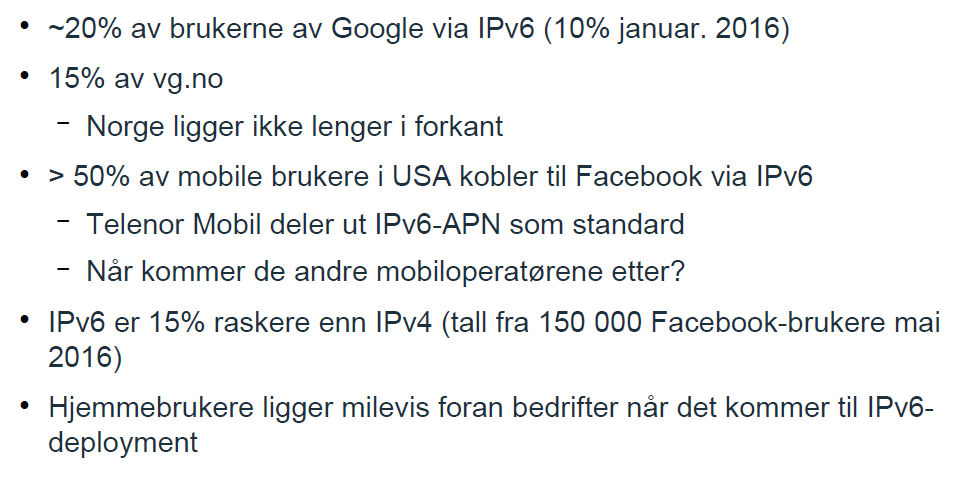 • ~20% av brukerne av Google via IPv6 (10% januar. 2016)
• 15% av vg.no
– Norge ligger ikke lenger i forkant
• > 50% av mobile brukere i USA kobler til Facebook via IPv6
– Telenor Mobil deler ut IPv6-APN som standard
– Når kommer de andre mobiloperatørene etter?
• IPv6 er 15% raskere enn IPv4 (tall fra 150 000 Facebook-brukere mai
2016)
• Hjemmebrukere ligger milevis foran bedrifter når det kommer til IPv6-
deployment